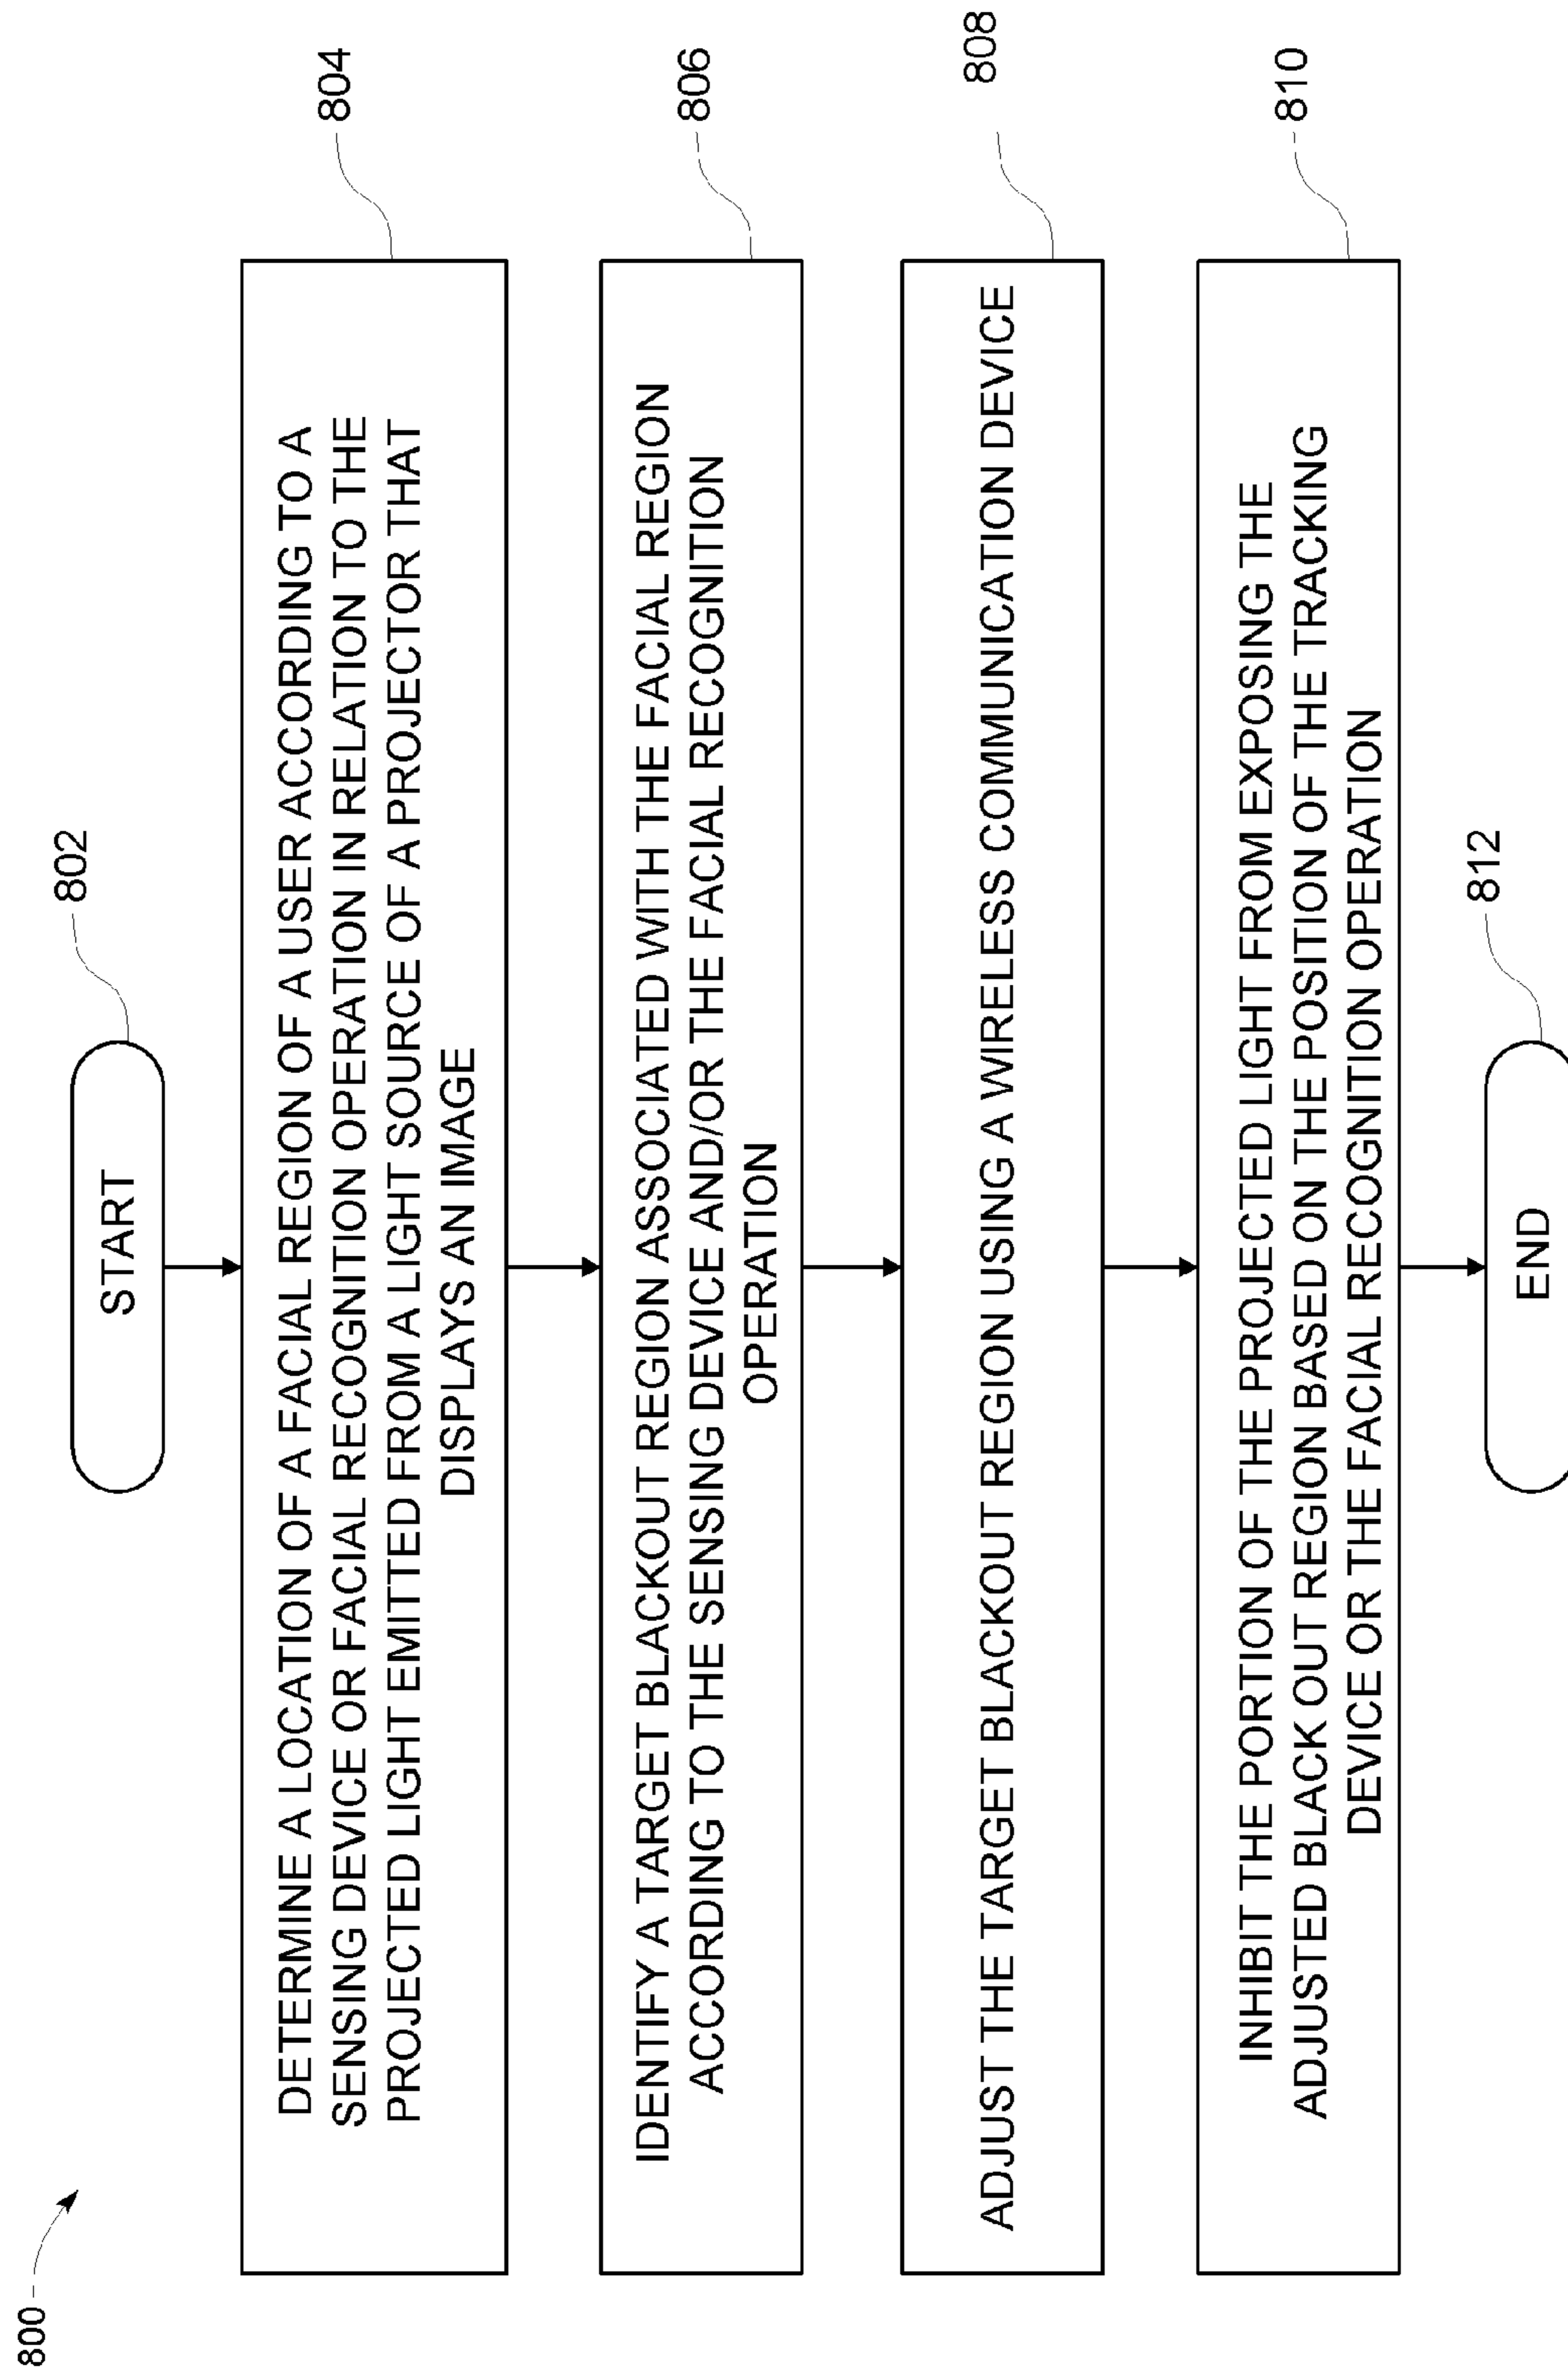 800
START
802
DETERMINE A LOCATION OF A FACIAL REGION OF A USER ACCORDING TO A
SENSING DEVICE OR FACIAL RECOGNITION OPERATION IN RELATION TO THE
PROJECTED LIGHT EMITTED FROM A LIGHT SOURCE OF A PROJECTOR THAT
DISPLAYS AN IMAGE
804
IDENTIFY A TARGET BLACKOUT REGION ASSOCIATED WITH THE FACIAL REGION
ACCORDING TO THE SENSING DEVICE AND/OR THE FACIAL RECOGNITION
OPERATION
806
ADJUST THE TARGET BLACKOUT REGION USING A WIRELESS COMMUNICATION DEVICE
808
INHIBIT THE PORTION OF THE PROJECTED LIGHT FROM EXPOSING THE
ADJUSTED BLACK OUT REGION BASED ON THE POSITION OF THE TRACKING
DEVICE OR THE FACIAL RECOGNITION OPERATION
810
END
812